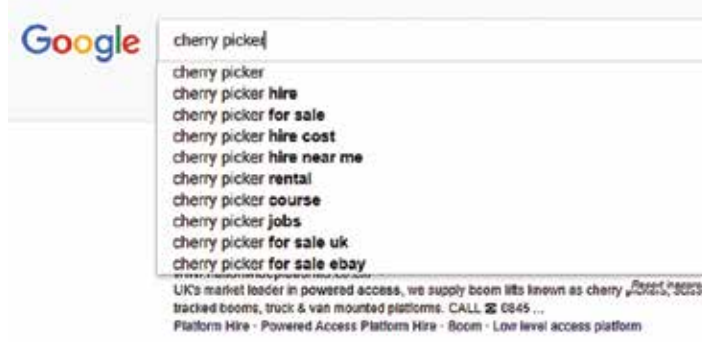 Google
cherry picker
cherry picker
cherry picker hire
cherry picker for sale
cherry picker hire cost
cherry picker hire near me
cherry picker rental
cherry picker course
cherry picker jobs
cherry picker for sale uk
cherry picker for sale ebay
UK's market leader in powered access, we supply boom lifts known as cherry
tracked booms, truck & van mounted platforms. CALL ☎ 0845 ...
Platform Hire - Powered Access Platform Hire - Boom - Low level access platform